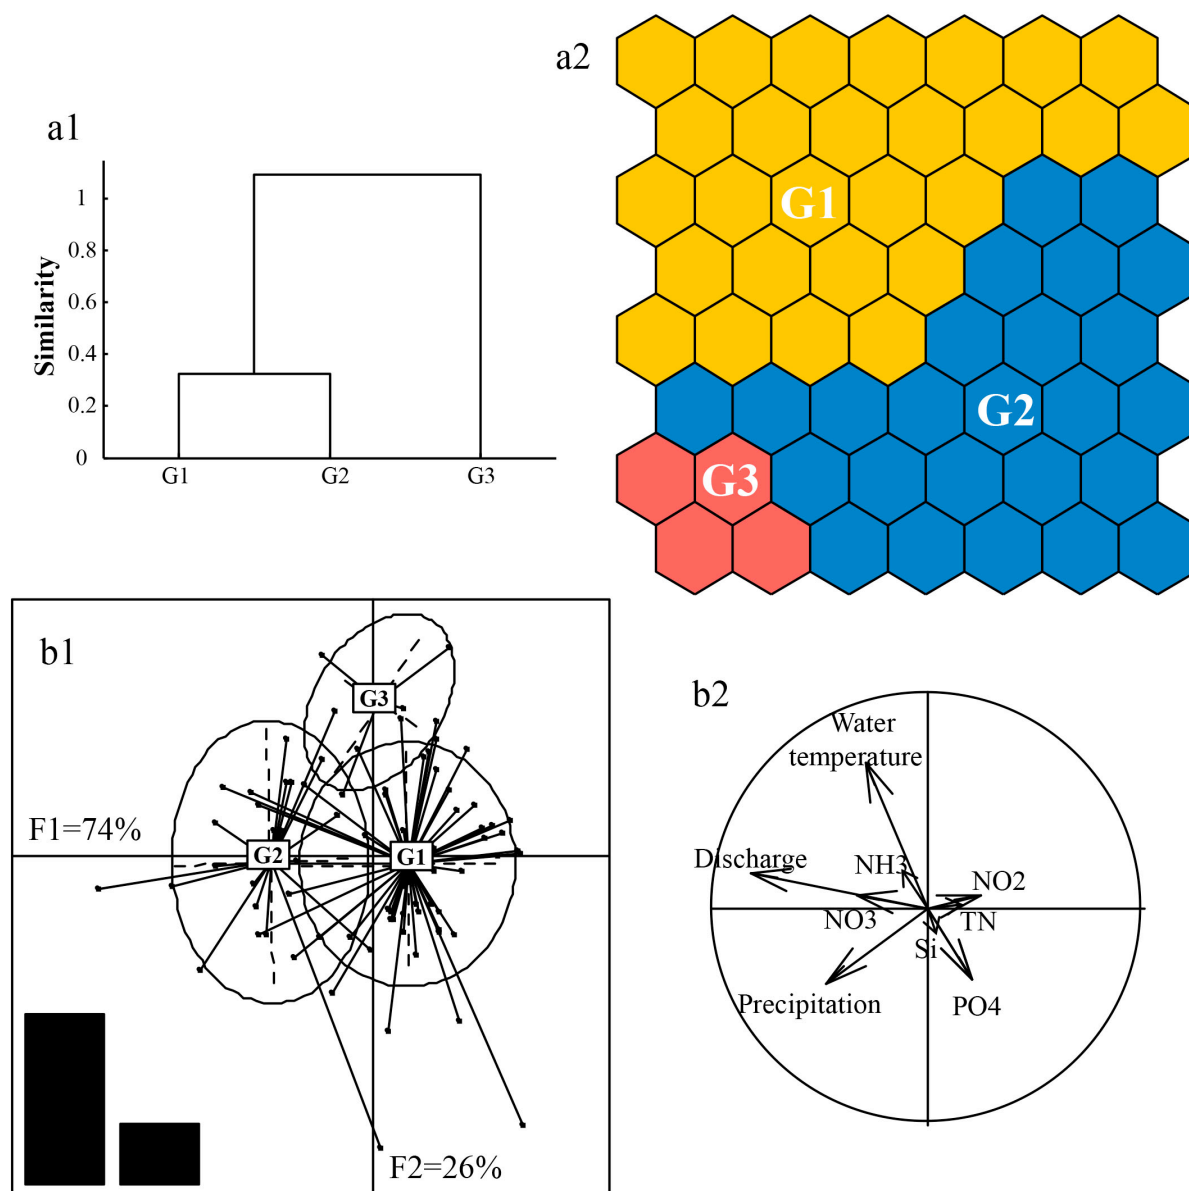 a1
Similarity
1
0.8
0.6
0.4
0.2
0
G1 G2 G3
a2
G1
G2
G3
b1
G3
F1=74%
G2 G1
F2=26%
b2
Water
temperature
Discharge
NH3
NO2
NO3
TN
Si
Precipitation
PO4